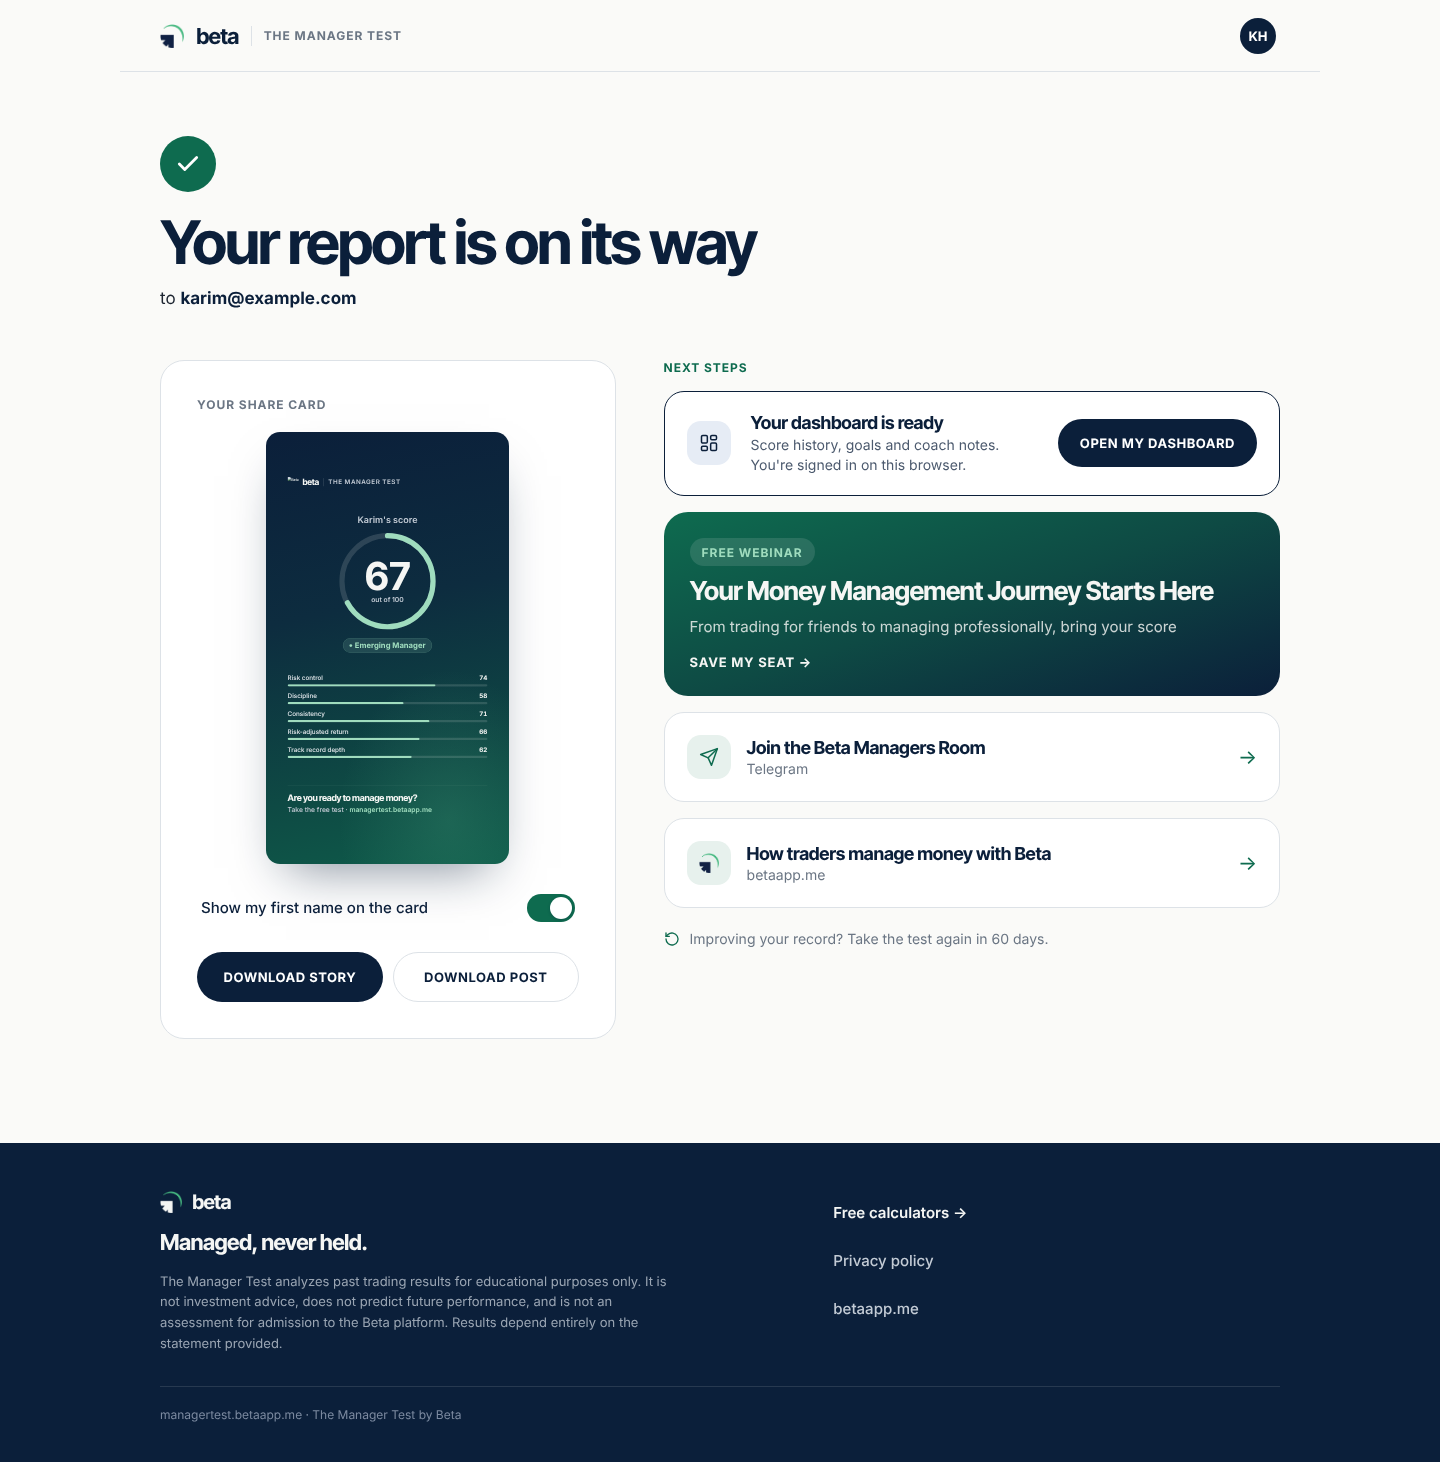 beta
THE MANAGER TEST
KH
Your report is on its way
to karim@example.com
YOUR SHARE CARD
beta
THE MANAGER TEST
Karim's score
67
out of 100
• Emerging Manager
Risk control 74
Discipline 58
Consistency 71
Risk-adjusted return 66
Track record depth 62
Are you ready to manage money?
Take the free test · managertest.betaapp.me
Show my first name on the card
DOWNLOAD STORY
DOWNLOAD POST
NEXT STEPS
Your dashboard is ready
Score history, goals and coach notes.
You're signed in on this browser.
OPEN MY DASHBOARD
FREE WEBINAR
Your Money Management Journey Starts Here
From trading for friends to managing professionally, bring your score
SAVE MY SEAT →
Join the Beta Managers Room
Telegram
→
How traders manage money with Beta
betaapp.me
→
Improving your record? Take the test again in 60 days.
beta
Managed, never held.
The Manager Test analyzes past trading results for educational purposes only. It is
not investment advice, does not predict future performance, and is not an
assessment for admission to the Beta platform. Results depend entirely on the
statement provided.
Free calculators →
Privacy policy
betaapp.me
managertest.betaapp.me · The Manager Test by Beta